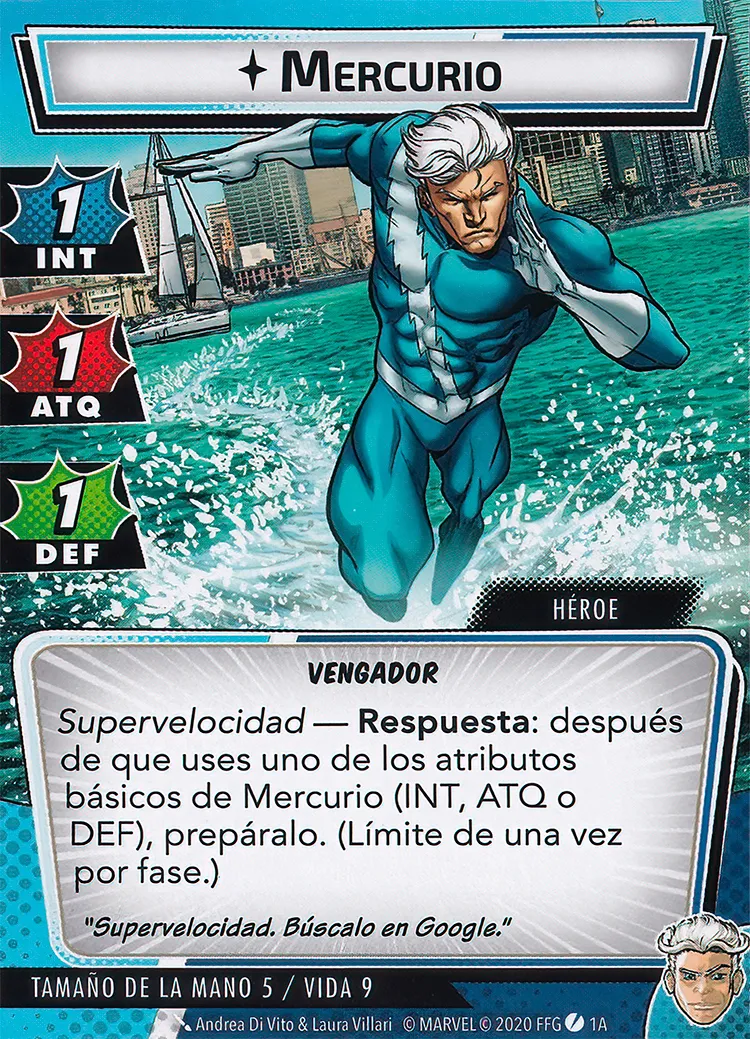 Mercurio
1
INT
1
ATQ
1
DEF
HÉROE
VENGADOR
Supervelocidad — Respuesta: después
de que uses uno de los atributos
básicos de Mercurio (INT, ATQ o
DEF), prepáralo. (Límite de una vez
por fase.)
"Supervelocidad. Búscalo en Google."
TAMAÑO DE LA MANO 5 / VIDA 9
Andrea Di Vito & Laura Villari © MARVEL © 2020 FFG 1A